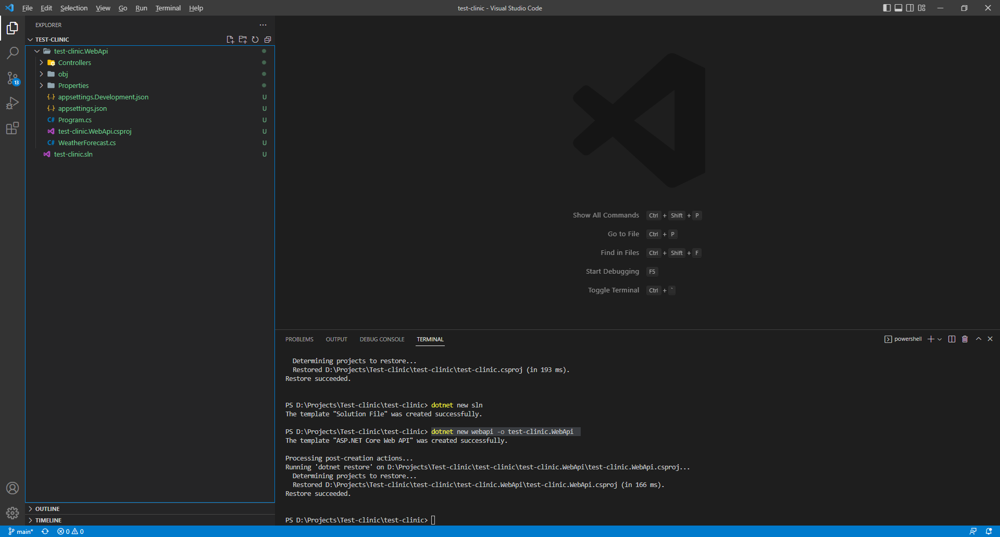 File Edit Selection View Go Run Terminal Help
test-clinic - Visual Studio Code
EXPLORER
TEST-CLINIC
test-clinic.WebApi
Controllers
obj
Properties
{..} appsettings.Development.json U
{..} appsettings.json U
C# Program.cs U
test-clinic.WebApi.csproj U
C# WeatherForecast.cs U
test-clinic.sln U
13
OUTLINE
TIMELINE
Show All Commands Ctrl + Shift + P
Go to File Ctrl + P
Find in Files Ctrl + Shift + F
Start Debugging F5
Toggle Terminal Ctrl + `
PROBLEMS OUTPUT DEBUG CONSOLE TERMINAL
powershell
Determining projects to restore...
Restored D:\Projects\Test-clinic\test-clinic\test-clinic.csproj (in 193 ms).
Restore succeeded.
PS D:\Projects\Test-clinic\test-clinic> dotnet new sln
The template "Solution File" was created successfully.
PS D:\Projects\Test-clinic\test-clinic> dotnet new webapi -o test-clinic.WebApi
The template "ASP.NET Core Web API" was created successfully.
Processing post-creation actions...
Running 'dotnet restore' on D:\Projects\Test-clinic\test-clinic\test-clinic.WebApi\test-clinic.WebApi.csproj...
Determining projects to restore...
Restored D:\Projects\Test-clinic\test-clinic\test-clinic.WebApi\test-clinic.WebApi.csproj (in 166 ms).
Restore succeeded.
PS D:\Projects\Test-clinic\test-clinic>
main* 0 0